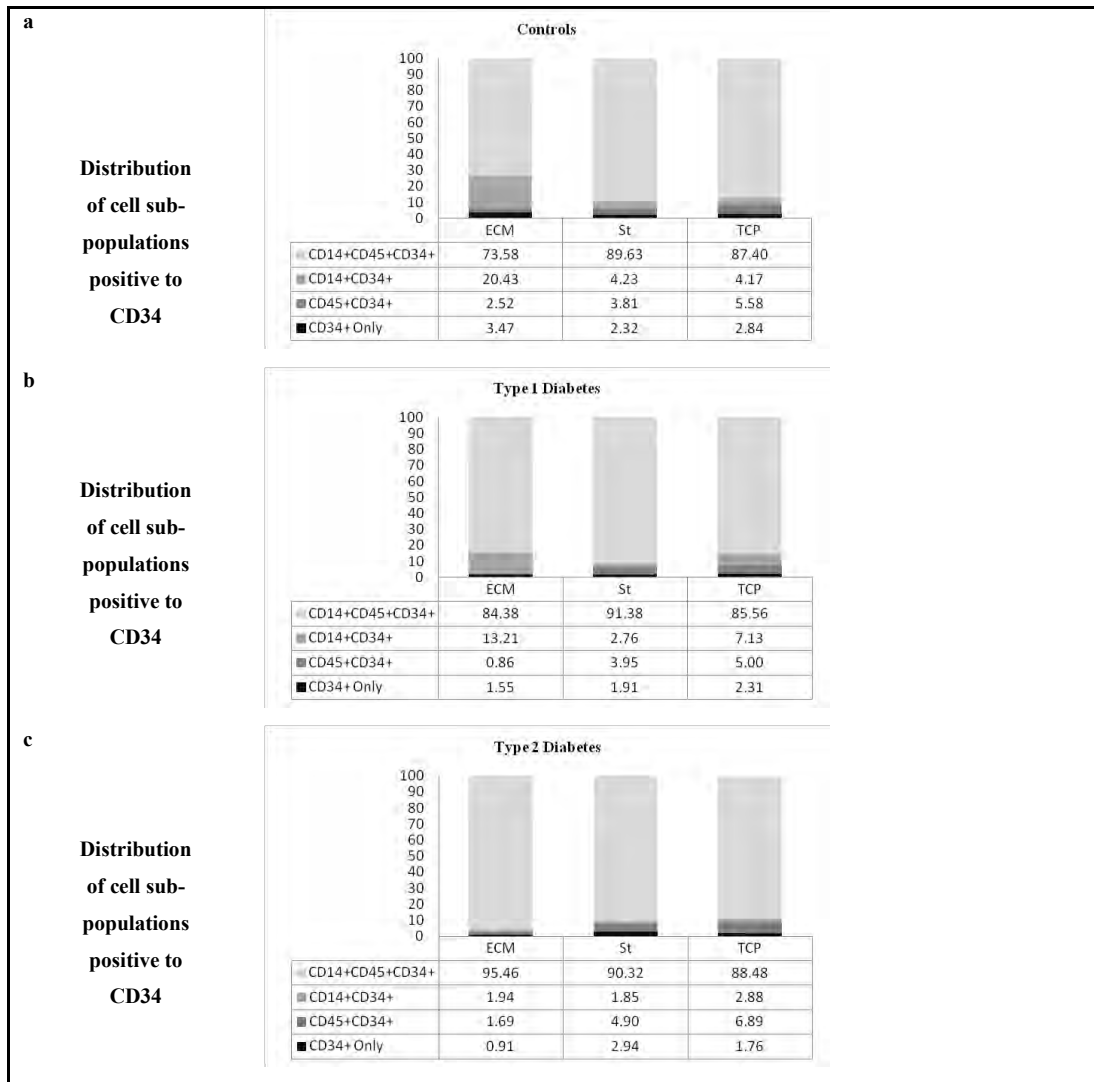 a
Distribution
of cell sub-
populations
positive to
CD34
Controls
100
90
80
70
60
50
40
30
20
10
0
ECM St TCP
CD14+CD45+CD34+ 73.58 89.63 87.40
CD14+CD34+ 20.43 4.23 4.17
CD45+CD34+ 2.52 3.81 5.58
CD34+ Only 3.47 2.32 2.84
b
Distribution
of cell sub-
populations
positive to
CD34
Type 1 Diabetes
100
90
80
70
60
50
40
30
20
10
0
ECM St TCP
CD14+CD45+CD34+ 84.38 91.38 85.56
CD14+CD34+ 13.21 2.76 7.13
CD45+CD34+ 0.86 3.95 5.00
CD34+ Only 1.55 1.91 2.31
c
Distribution
of cell sub-
populations
positive to
CD34
Type 2 Diabetes
100
90
80
70
60
50
40
30
20
10
0
ECM St TCP
CD14+CD45+CD34+ 95.46 90.32 88.48
CD14+CD34+ 1.94 1.85 2.88
CD45+CD34+ 1.69 4.90 6.89
CD34+ Only 0.91 2.94 1.76